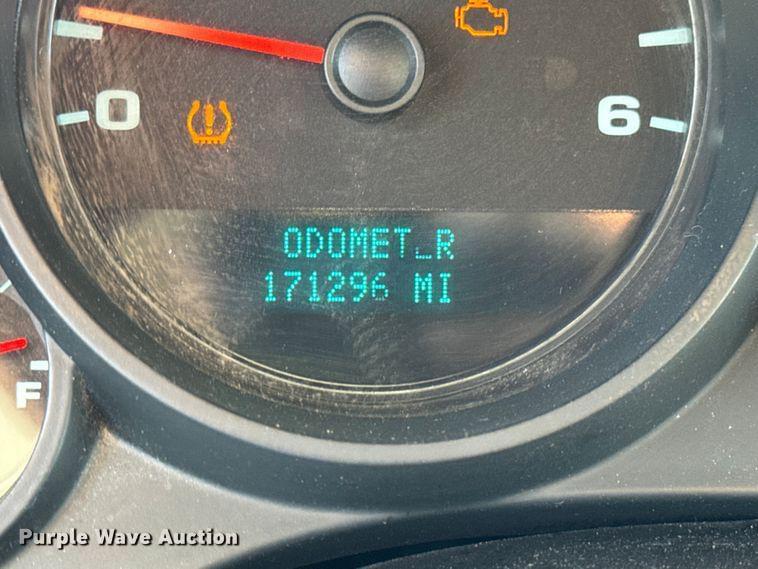 0
6
ODOMET_R
171296 MI
F
Purple Wave Auction